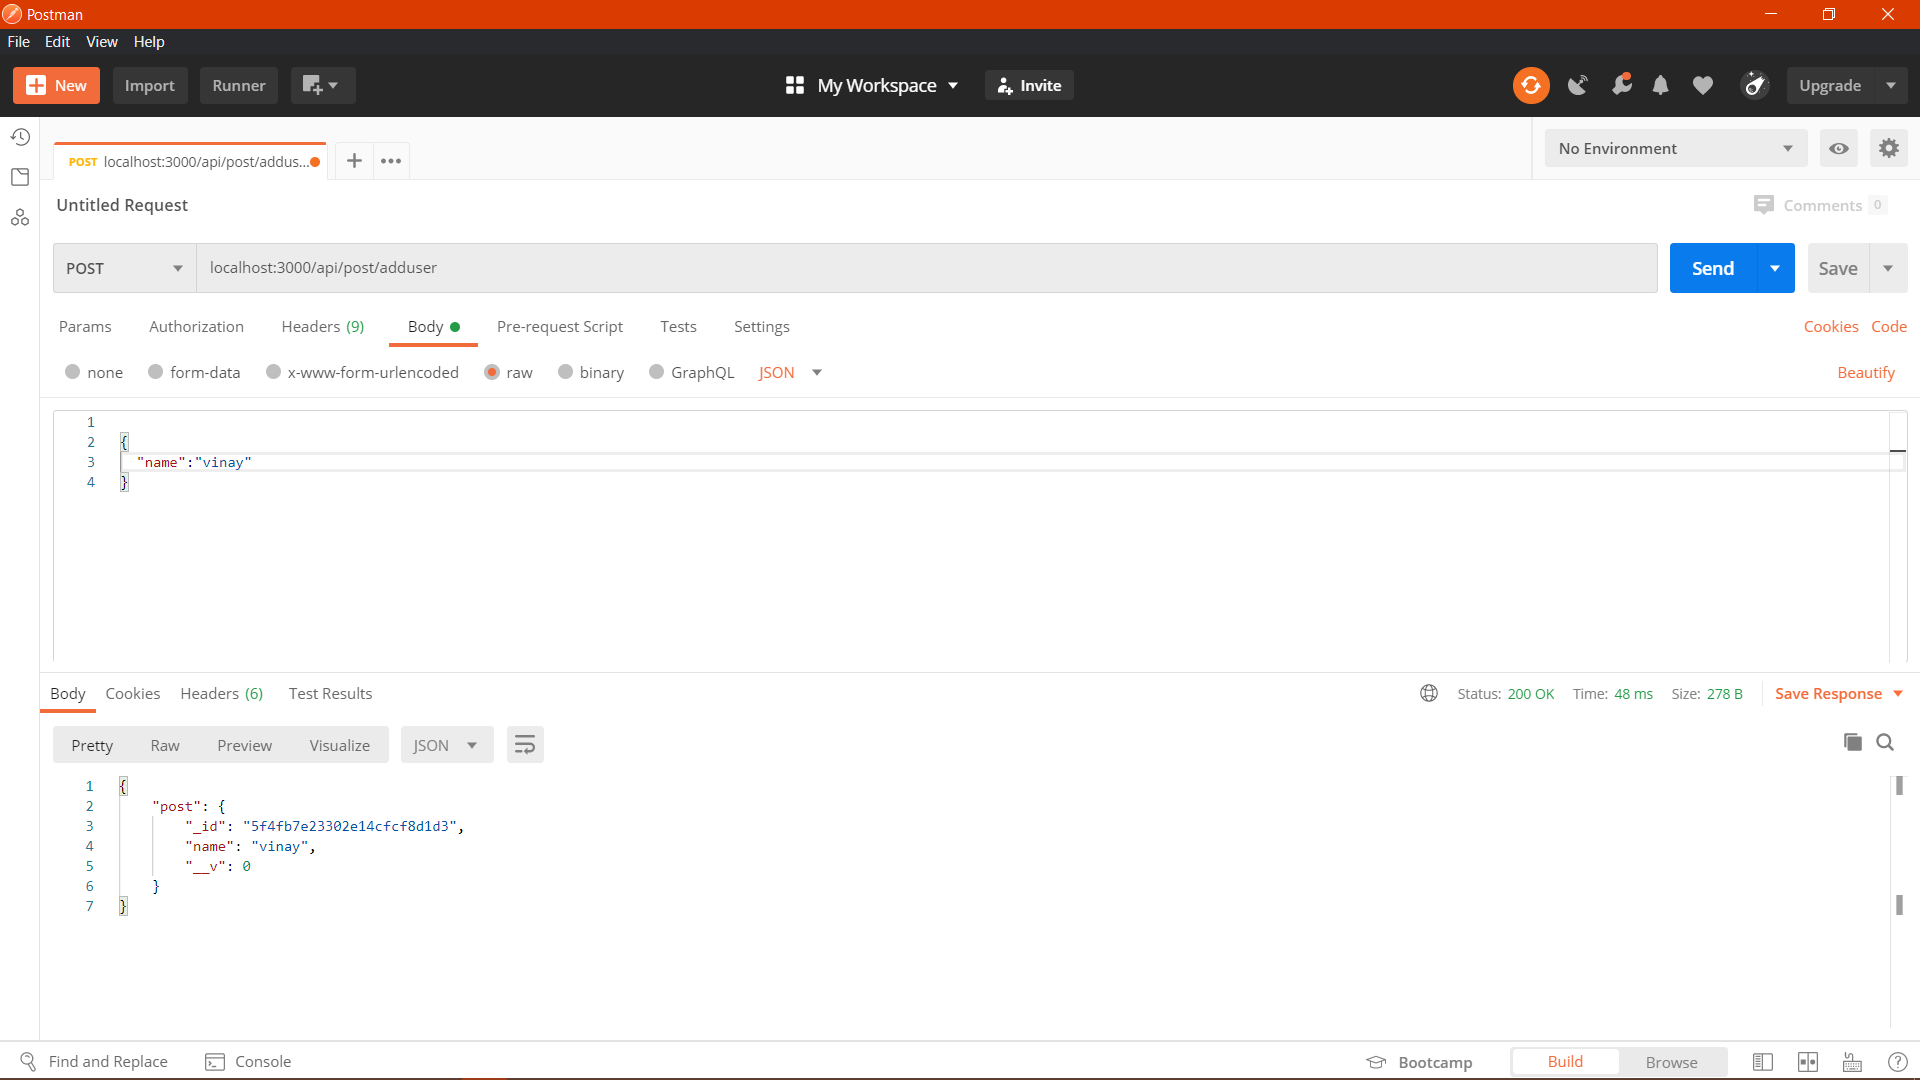 Postman
File Edit View Help
New Import Runner My Workspace Invite Upgrade
POST localhost:3000/api/post/addus... No Environment
Untitled Request Comments 0
POST localhost:3000/api/post/adduser Send Save
Params Authorization Headers (9) Body Pre-request Script Tests Settings Cookies Code
none form-data x-www-form-urlencoded raw binary GraphQL JSON Beautify
1
2 {
3 "name":"vinay"
4 }
Body Cookies Headers (6) Test Results Status: 200 OK Time: 48 ms Size: 278 B Save Response
Pretty Raw Preview Visualize JSON
1 {
2 "post": {
3 "_id": "5f4fb7e23302e14cfcf8d1d3",
4 "name": "vinay",
5 "__v": 0
6 }
7 }
Find and Replace Console Bootcamp Build Browse